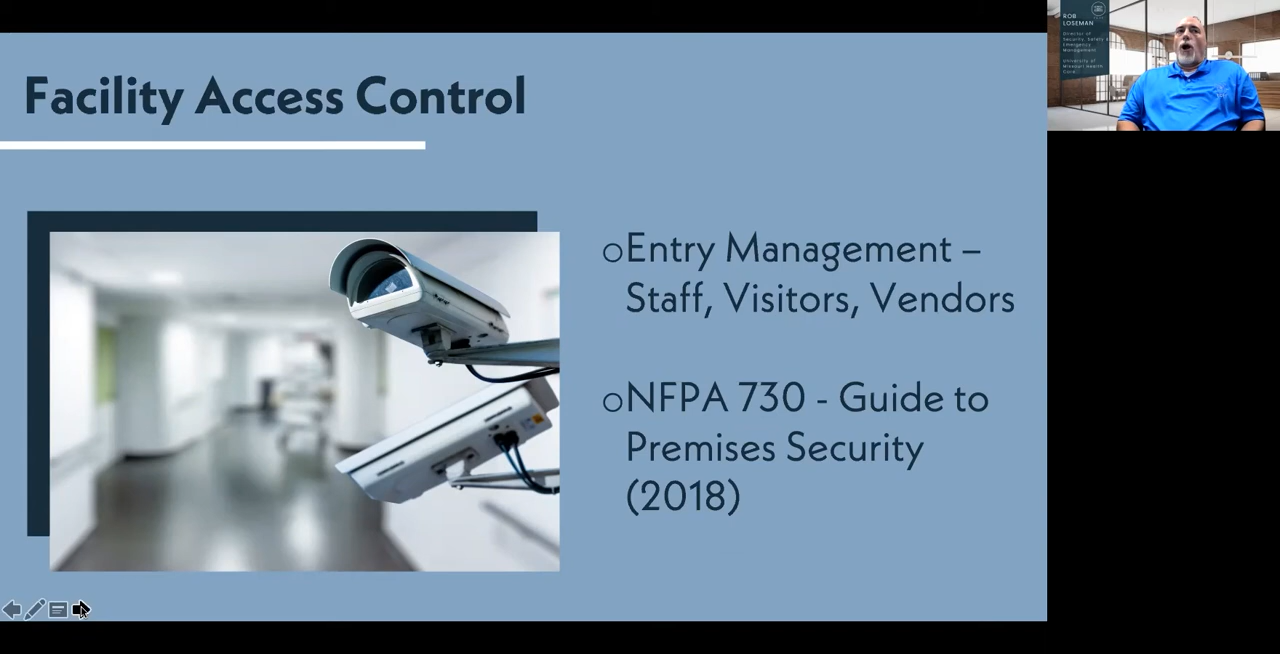 Facility Access Control
oEntry Management –
Staff, Visitors, Vendors
oNFPA 730 - Guide to
Premises Security
(2018)
ROB
LOSEMAN
Director of
Security, Safety &
Emergency
Management
University of
Missouri Health
Care